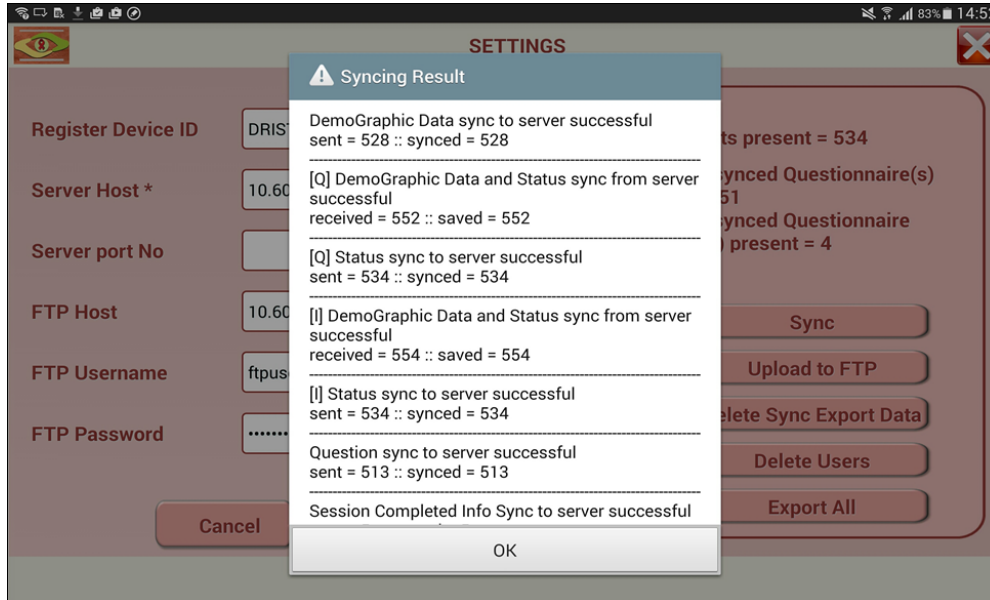 83% 14:5
SETTINGS
Syncing Result
DemoGraphic Data sync to server successful
sent = 528 :: synced = 528
[Q] DemoGraphic Data and Status sync from server
successful
received = 552 :: saved = 552
[Q] Status sync to server successful
sent = 534 :: synced = 534
[I] DemoGraphic Data and Status sync from server
successful
received = 554 :: saved = 554
[I] Status sync to server successful
sent = 534 :: synced = 534
Question sync to server successful
sent = 513 :: synced = 513
Session Completed Info Sync to server successful
OK
Register Device ID
DRIS
Server Host *
10.60
Server port No
FTP Host
10.60
FTP Username
ftpus
FTP Password
••••••••
Cancel
ts present = 534
ynced Questionnaire(s)
51
ynced Questionnaire
) present = 4
Sync
Upload to FTP
elete Sync Export Data
Delete Users
Export All